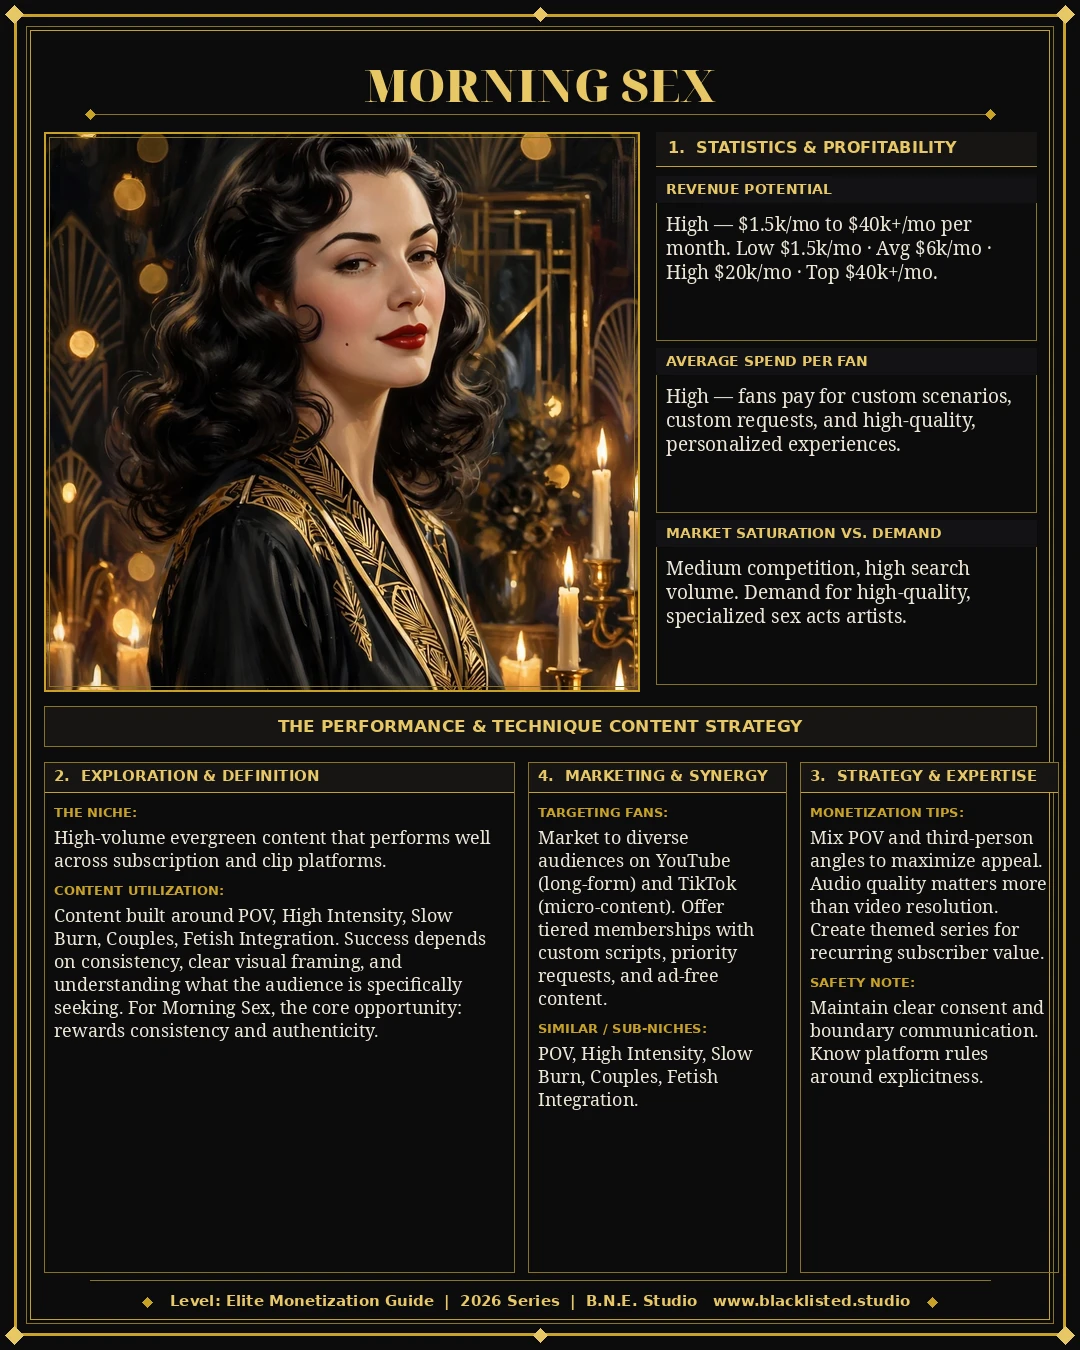 MORNING SEX
1. STATISTICS & PROFITABILITY
REVENUE POTENTIAL
High — $1.5k/mo to $40k+/mo per
month. Low $1.5k/mo · Avg $6k/mo ·
High $20k/mo · Top $40k+/mo.
AVERAGE SPEND PER FAN
High — fans pay for custom scenarios,
custom requests, and high-quality,
personalized experiences.
MARKET SATURATION VS. DEMAND
Medium competition, high search
volume. Demand for high-quality,
specialized sex acts artists.
THE PERFORMANCE & TECHNIQUE CONTENT STRATEGY
2. EXPLORATION & DEFINITION
THE NICHE:
High-volume evergreen content that performs well
across subscription and clip platforms.
CONTENT UTILIZATION:
Content built around POV, High Intensity, Slow
Burn, Couples, Fetish Integration. Success depends
on consistency, clear visual framing, and
understanding what the audience is specifically
seeking. For Morning Sex, the core opportunity:
rewards consistency and authenticity.
4. MARKETING & SYNERGY
TARGETING FANS:
Market to diverse
audiences on YouTube
(long-form) and TikTok
(micro-content). Offer
tiered memberships with
custom scripts, priority
requests, and ad-free
content.
SIMILAR / SUB-NICHES:
POV, High Intensity, Slow
Burn, Couples, Fetish
Integration.
3. STRATEGY & EXPERTISE
MONETIZATION TIPS:
Mix POV and third-person
angles to maximize appeal.
Audio quality matters more
than video resolution.
Create themed series for
recurring subscriber value.
SAFETY NOTE:
Maintain clear consent and
boundary communication.
Know platform rules
around explicitness.
Level: Elite Monetization Guide | 2026 Series | B.N.E. Studio www.blacklisted.studio